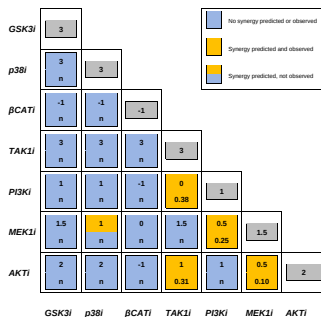 No synergy predicted or observed
Synergy predicted and observed
Synergy predicted, not observed
GSK3i 3
p38i 3 3
n
βCATi -1 -1 -1
n n
TAK1i 3 3 3 3
n n n
PI3Ki 1 1 -1 0 1
n n n 0.38
MEK1i 1.5 1 0 1.5 0.5 1.5
n n n n 0.25
AKTi 2 2 -1 1 1 0.5 2
n n n 0.31 n 0.10
GSK3i p38i βCATi TAK1i PI3Ki MEK1i AKTi